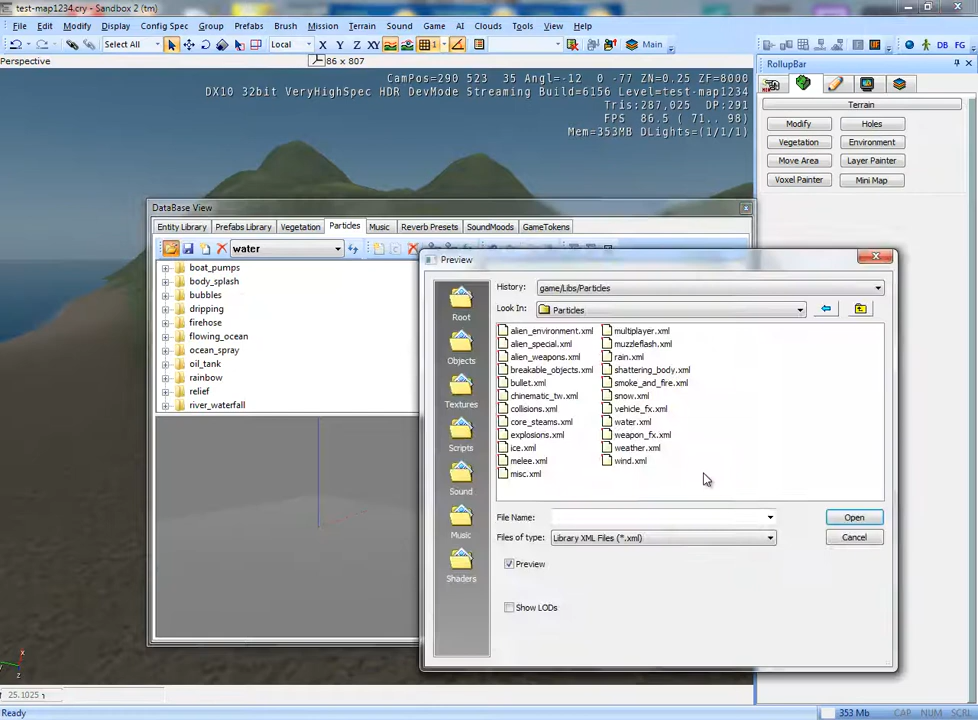 test-map1234.cry - Sandbox 2 (tm)
File Edit Modify Display Config Spec Group Prefabs Brush Mission Terrain Sound Game AI Clouds Tools View Help
Select All Local X Y Z XY 1 Main DB FG
Perspective 86 x 807 RollupBar
CamPos=290 523 35 Angl=-12 0 -77 ZN=0.25 ZF=8000
DX10 32bit VeryHighSpec HDR DevMode Streaming Build=6156 Level=test-map1234
Tris:287,025 DP:291
FPS 86.5 ( 71.. 98)
Mem=353MB DLights=(1/1/1)
Terrain
Modify Holes
Vegetation Environment
Move Area Layer Painter
Voxel Painter Mini Map
DataBase View
Entity Library Prefabs Library Vegetation Particles Music Reverb Presets SoundMoods GameTokens
water
boat_pumps
body_splash
bubbles
dripping
firehose
flowing_ocean
ocean_spray
oil_tank
rainbow
relief
river_waterfall
Preview
History: game/Libs/Particles
Look In: Particles
Root
Objects
Textures
Scripts
Sound
Music
Shaders
alien_environment.xml multiplayer.xml
alien_special.xml muzzleflash.xml
alien_weapons.xml rain.xml
breakable_objects.xml shattering_body.xml
bullet.xml smoke_and_fire.xml
chinematic_tw.xml snow.xml
collisions.xml vehicle_fx.xml
core_steams.xml water.xml
explosions.xml weapon_fx.xml
ice.xml weather.xml
melee.xml wind.xml
misc.xml
File Name: Open
Files of type: Library XML Files (*.xml) Cancel
Preview
Show LODs
25.1025
Ready 353 Mb CAP NUM SCRL